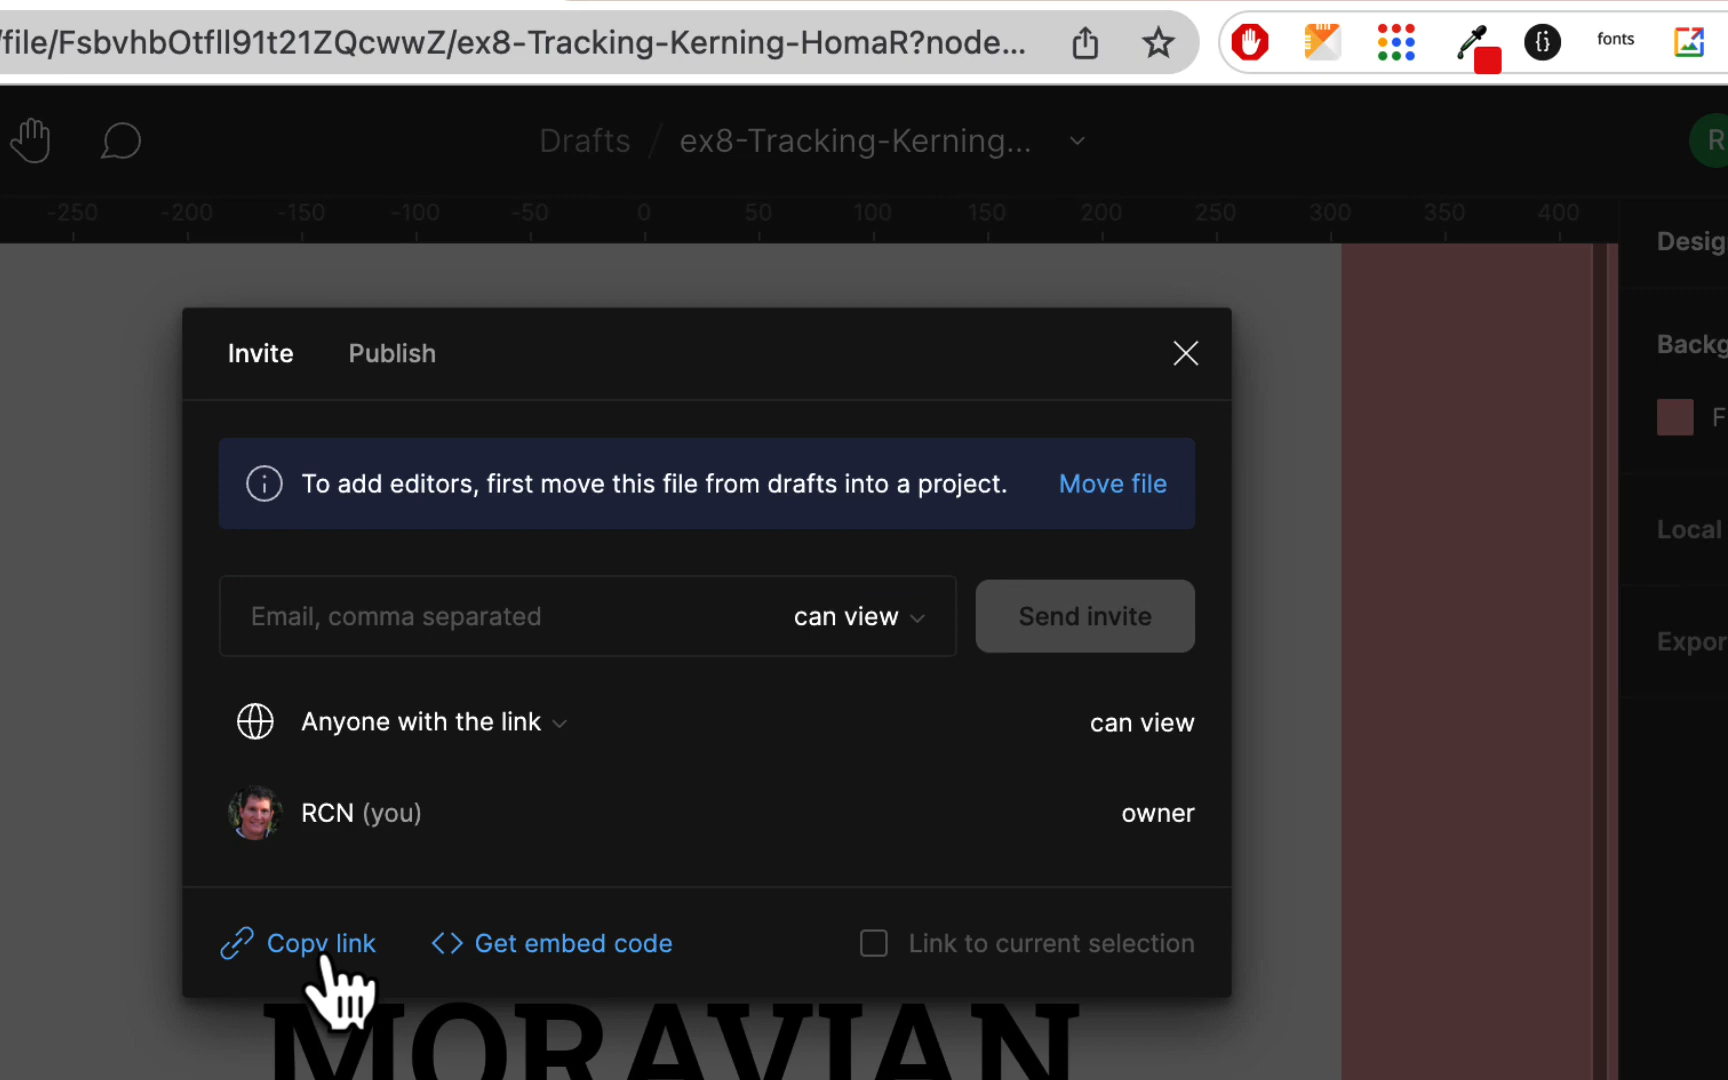 /file/FsbvhbOtfll91t21ZQcwwZ/ex8-Tracking-Kerning-HomaR?node...
{}
fonts
Drafts / ex8-Tracking-Kerning...
R
-250 -200 -150 -100 -50 0 50 100 150 200 250 300 350 400
Desig
Invite Publish
Backg
F
To add editors, first move this file from drafts into a project. Move file
Local
Email, comma separated can view Send invite
Expor
Anyone with the link can view
RCN (you) owner
Copy link <> Get embed code Link to current selection
MORAVIAN